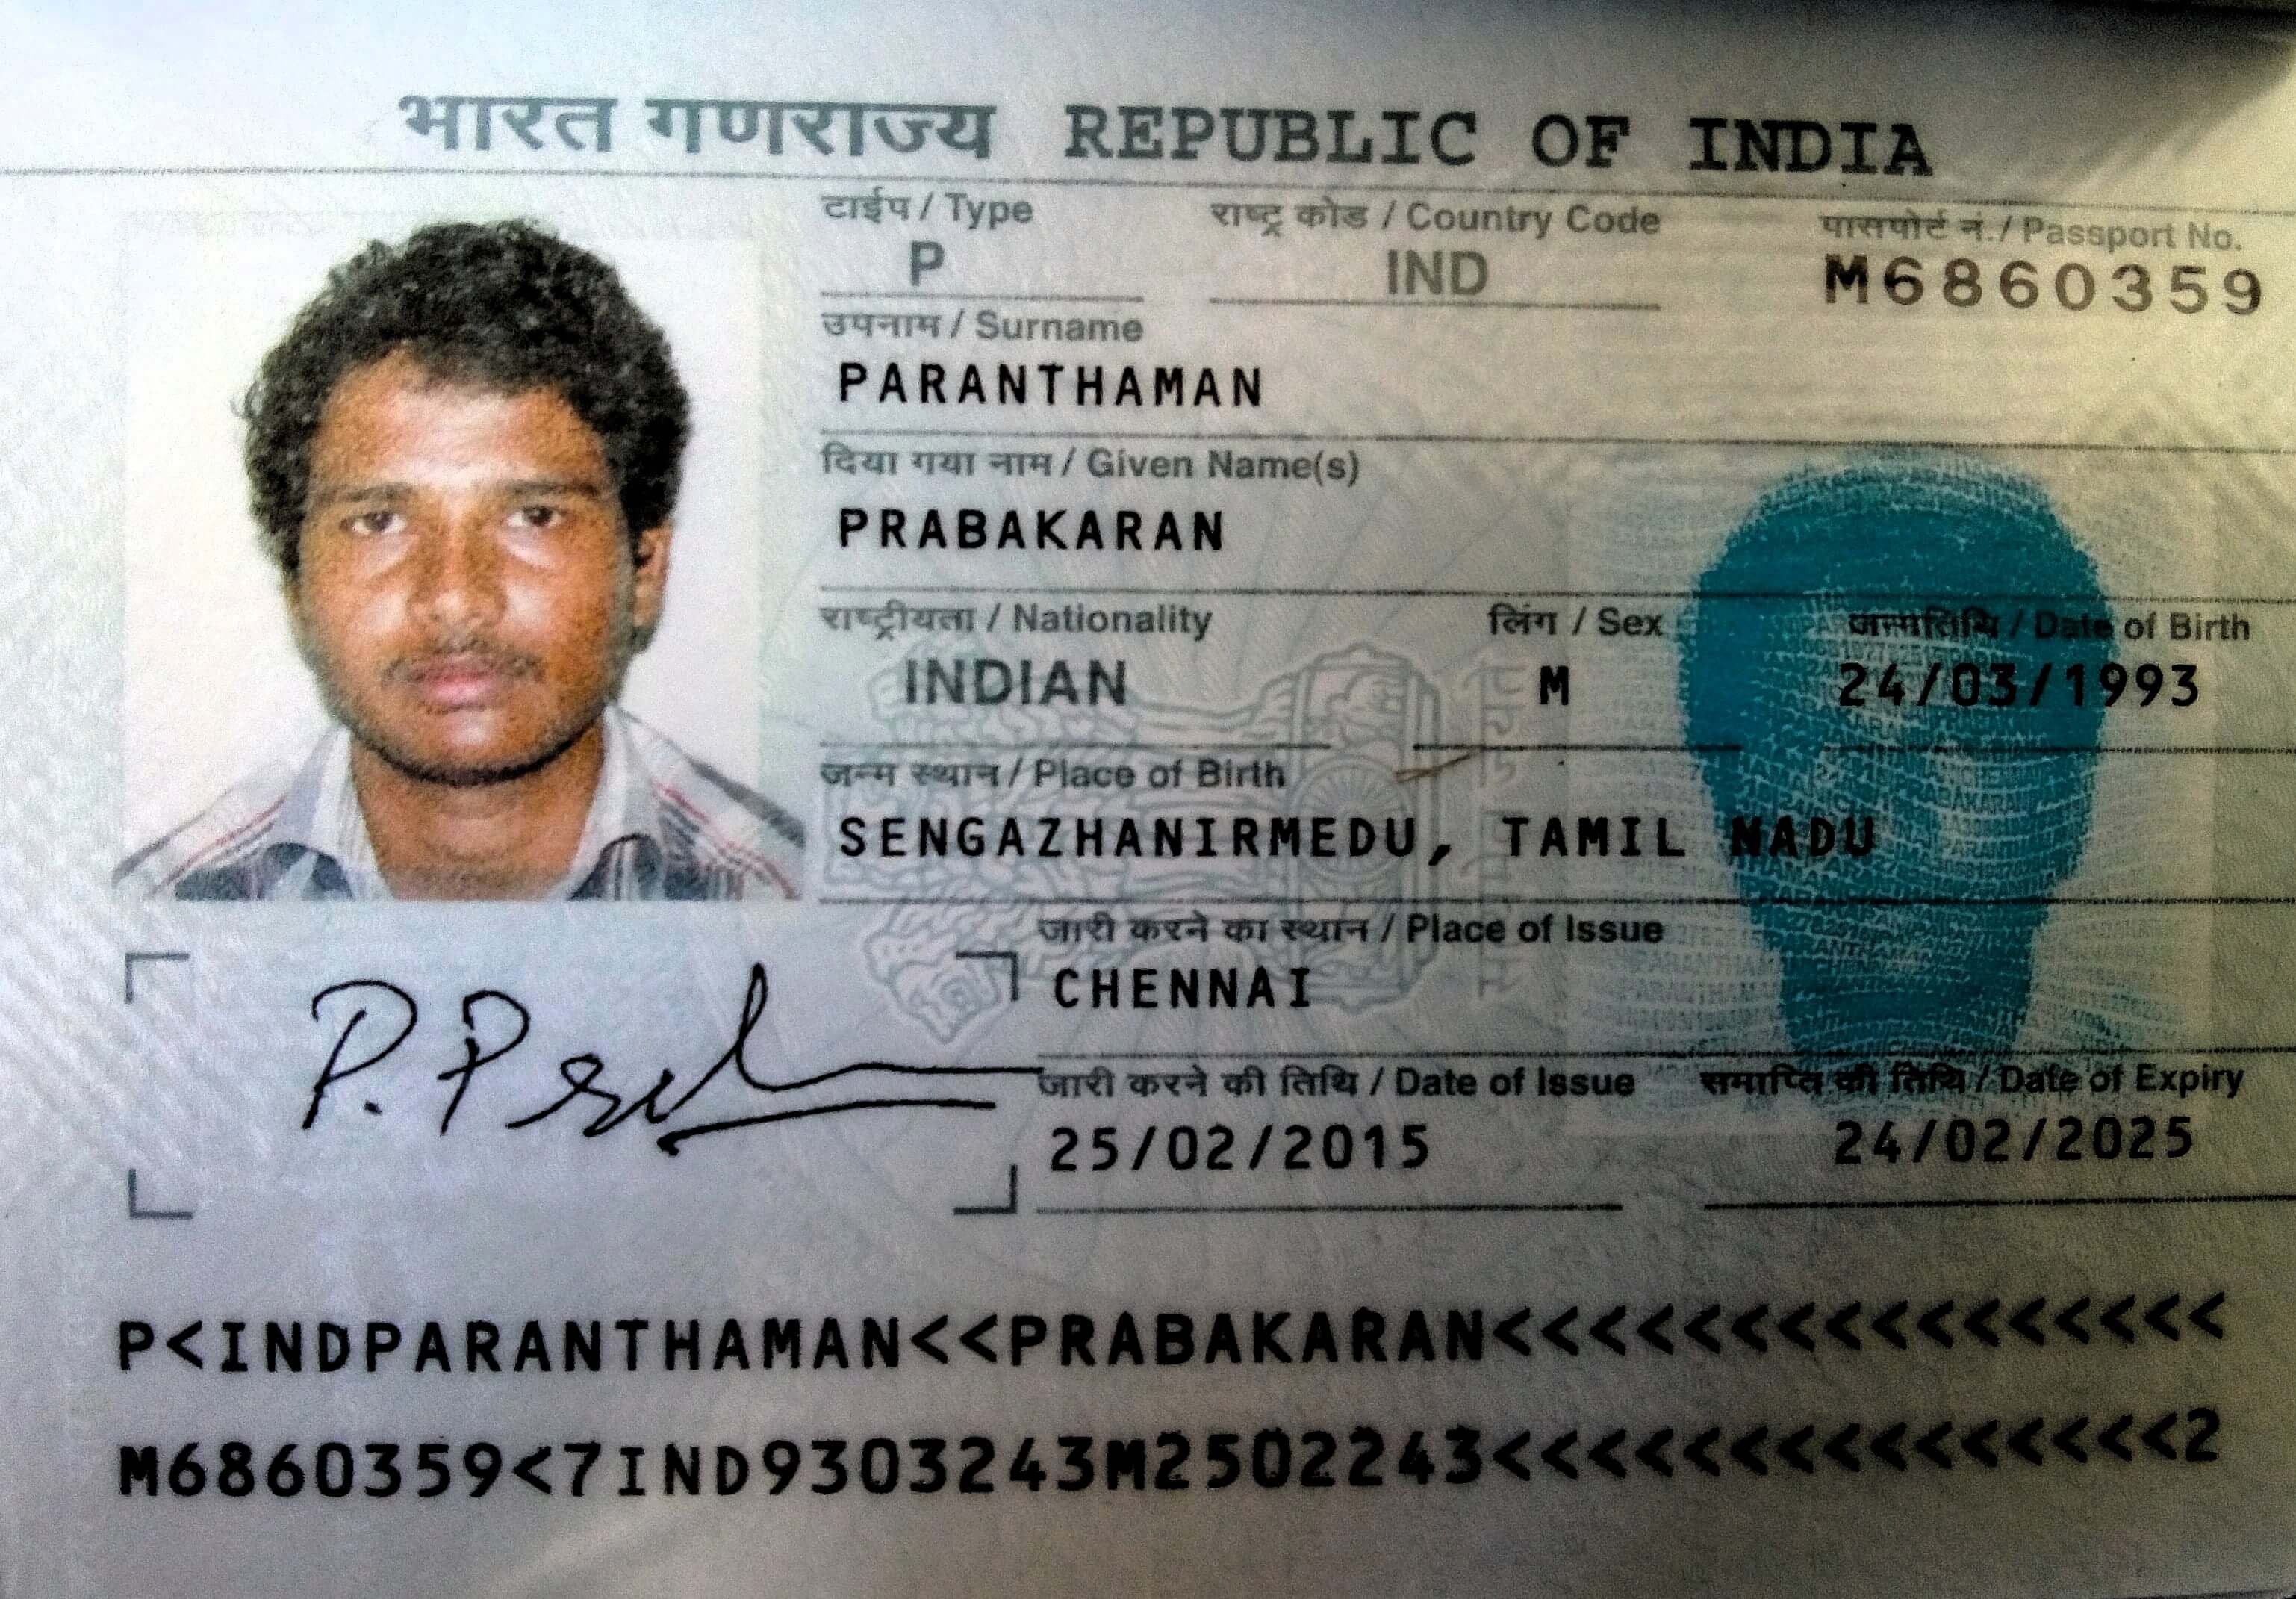 भारत गणराज्य REPUBLIC OF INDIA
टाईप / Type राष्ट्र कोड / Country Code पासपोर्ट नं. / Passport No.
P IND M6860359
उपनाम / Surname
PARANTHAMAN
दिया गया नाम / Given Name(s)
PRABAKARAN
राष्ट्रीयता / Nationality लिंग / Sex जन्मतिथि / Date of Birth
INDIAN M 24/03/1993
जन्म स्थान / Place of Birth
SENGAZHANIRMEDU, TAMIL NADU
जारी करने का स्थान / Place of Issue
CHENNAI
जारी करने की तिथि / Date of Issue समाप्ति की तिथि / Date of Expiry
25/02/2015 24/02/2025
P<INDPARANTHAMAN<<PRABAKARAN<<<<<<<<<<<<<<<<
M6860359<7IND9303243M2502243<<<<<<<<<<<<<<<2